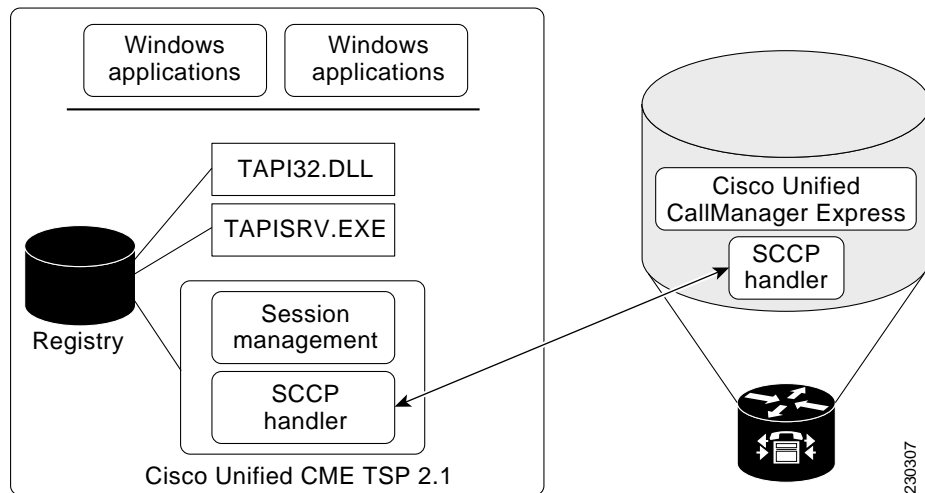 Windows
applications
Windows
applications
TAPI32.DLL
TAPISRV.EXE
Registry
Session
management
SCCP
handler
Cisco Unified CME TSP 2.1
Cisco Unified
CallManager Express
SCCP
handler
230307